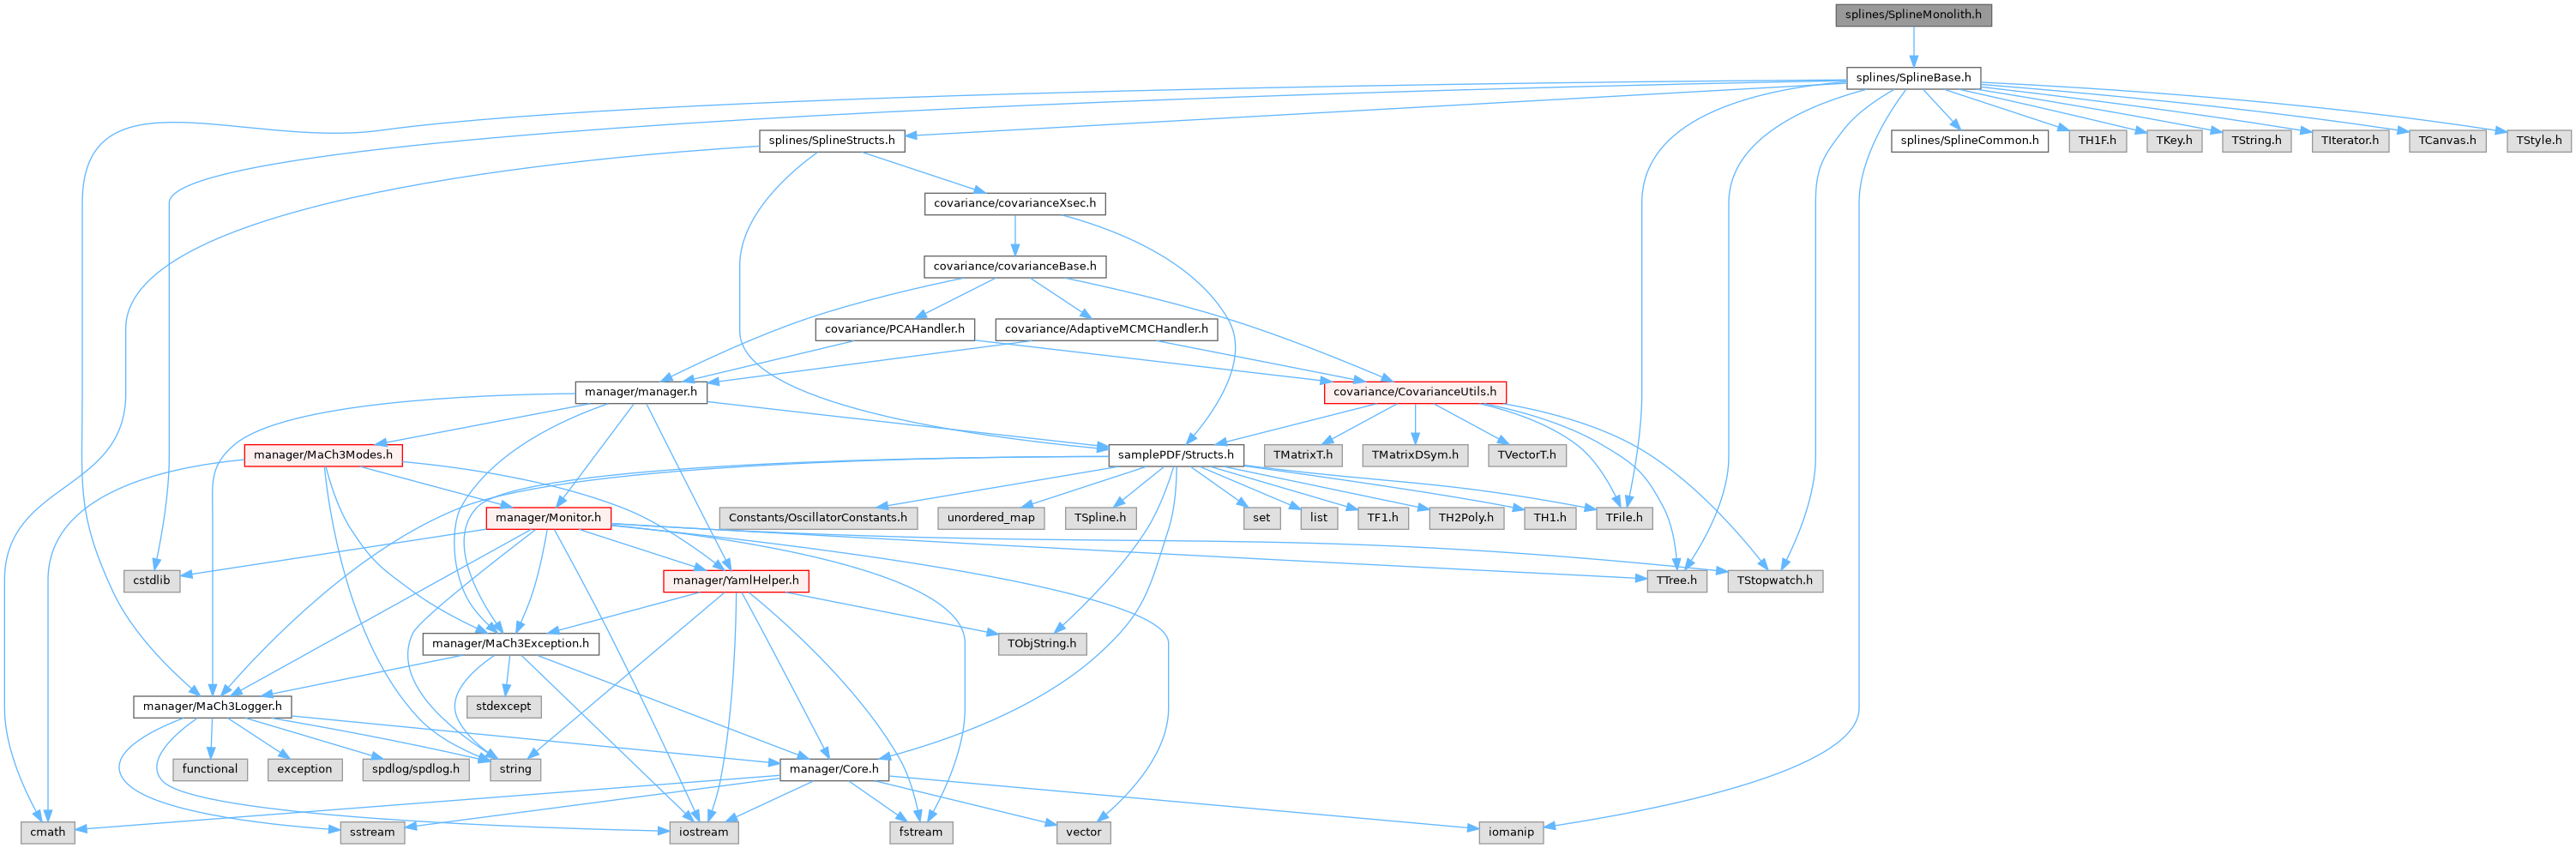 splines/SplineMonolith.h
splines/SplineBase.h
splines/SplineStructs.h
splines/SplineCommon.h
TH1F.h
TKey.h
TString.h
TIterator.h
TCanvas.h
TStyle.h
covariance/covarianceXsec.h
covariance/covarianceBase.h
covariance/PCAHandler.h
covariance/AdaptiveMCMCHandler.h
manager/manager.h
covariance/CovarianceUtils.h
manager/MaCh3Modes.h
samplePDF/Structs.h
TMatrixT.h
TMatrixDSym.h
TVectorT.h
manager/Monitor.h
Constants/OscillatorConstants.h
unordered_map
TSpline.h
set
list
TF1.h
TH2Poly.h
TH1.h
TFile.h
cstdlib
manager/YamlHelper.h
TTree.h
TStopwatch.h
manager/MaCh3Exception.h
TObjString.h
manager/MaCh3Logger.h
stdexcept
functional
exception
spdlog/spdlog.h
string
manager/Core.h
cmath
sstream
iostream
fstream
vector
iomanip